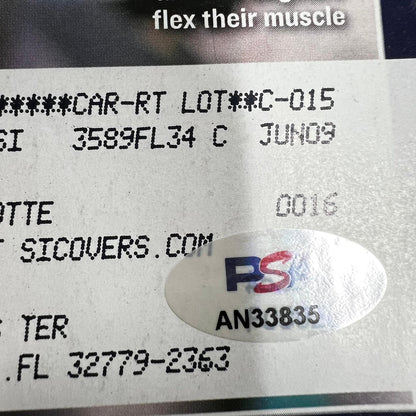 flex their muscle
*****CAR-RT LOT**C-015
SI 3589FL34 C JUN09
OTTE 0016
SICOVERS.COM
PS
AN33835
TER
.FL 32779-2363